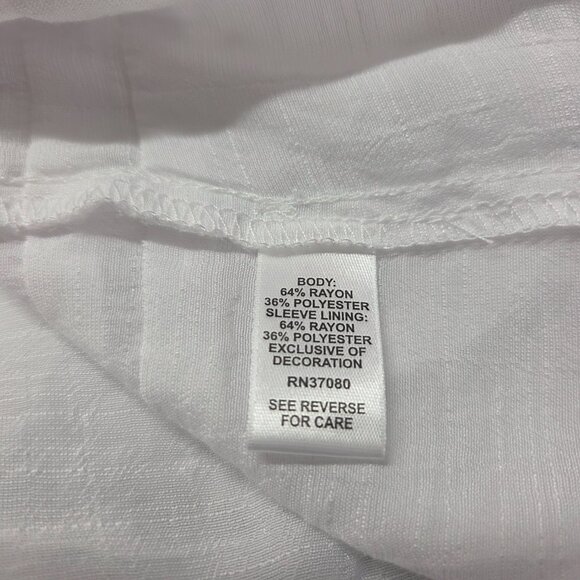 BODY:
64% RAYON
36% POLYESTER
SLEEVE LINING:
64% RAYON
36% POLYESTER
EXCLUSIVE OF
DECORATION
RN37080
SEE REVERSE
FOR CARE